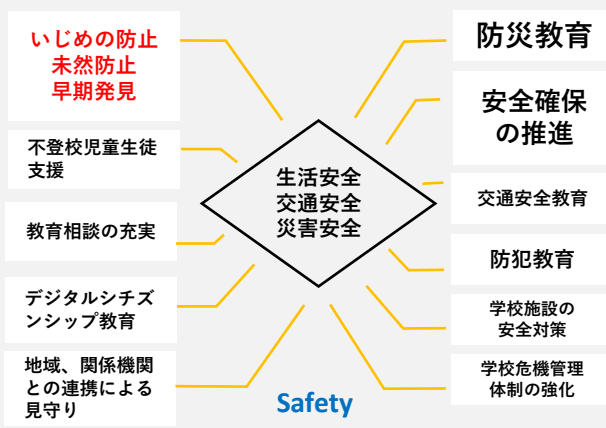 いじめの防止
未然防止
早期発見
不登校児童生徒
支援
教育相談の充実
デジタルシチズ
ンシップ教育
地域、関係機関
との連携による
見守り
生活安全
交通安全
災害安全
Safety
防災教育
安全確保
の推進
交通安全教育
防犯教育
学校施設の
安全対策
学校危機管理
体制の強化